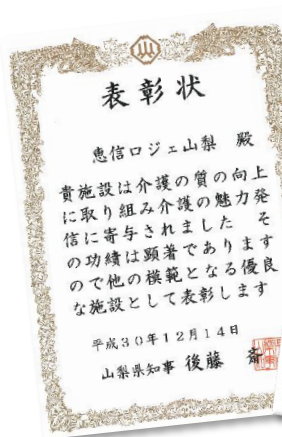 表彰状
恵信ロジェ山梨 殿
貴施設は介護の質の向上
に取り組み介護の魅力発
信に寄与されました そ
の功績は顕著であります
ので他の模範となる優良
な施設として表彰します
平成30年12月14日
山梨県知事 後藤 斎